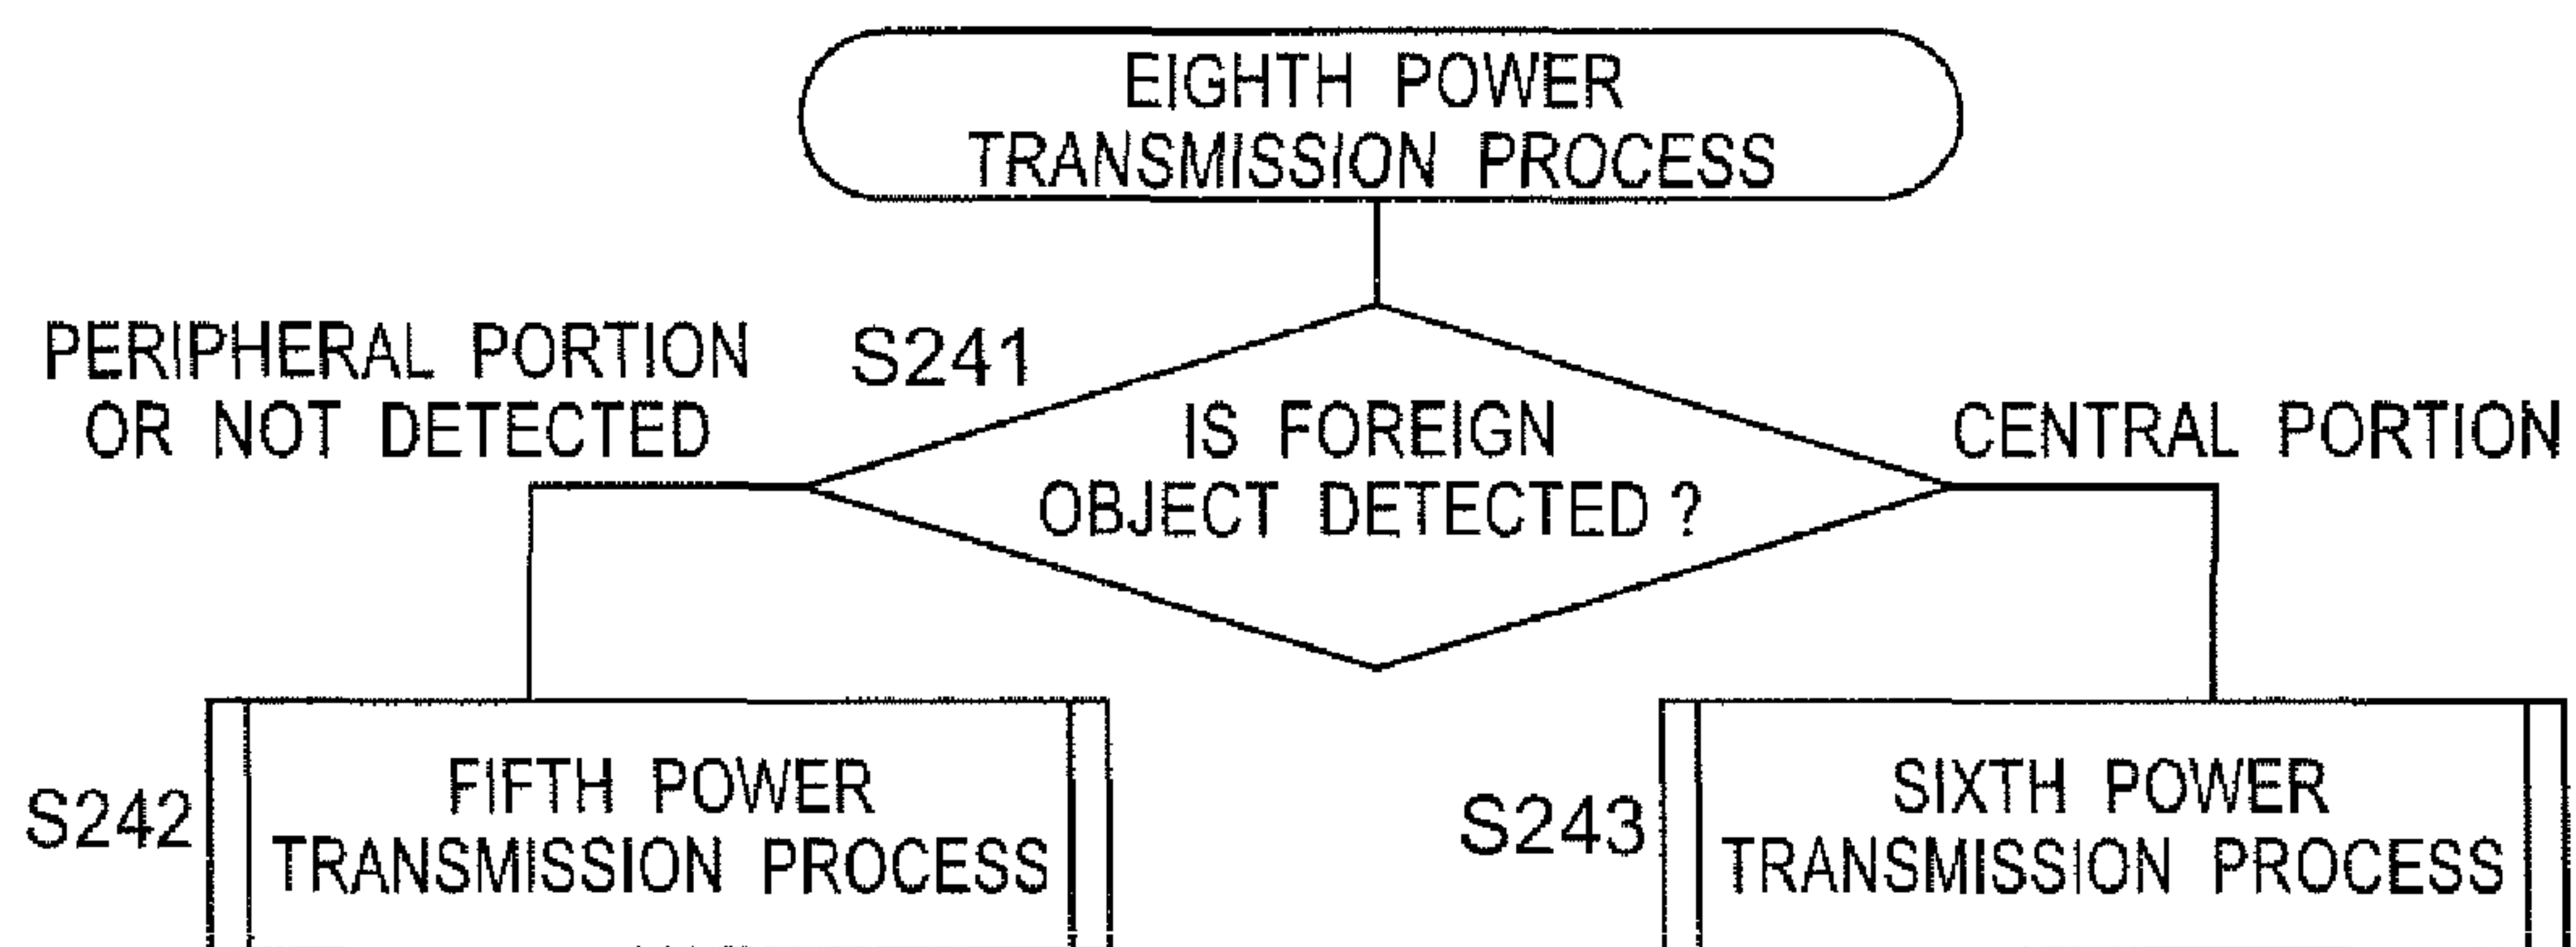 EIGHTH POWER
TRANSMISSION PROCESS
PERIPHERAL PORTION
OR NOT DETECTED
S241
IS FOREIGN
OBJECT DETECTED ?
CENTRAL PORTION
S242
FIFTH POWER
TRANSMISSION PROCESS
S243
SIXTH POWER
TRANSMISSION PROCESS